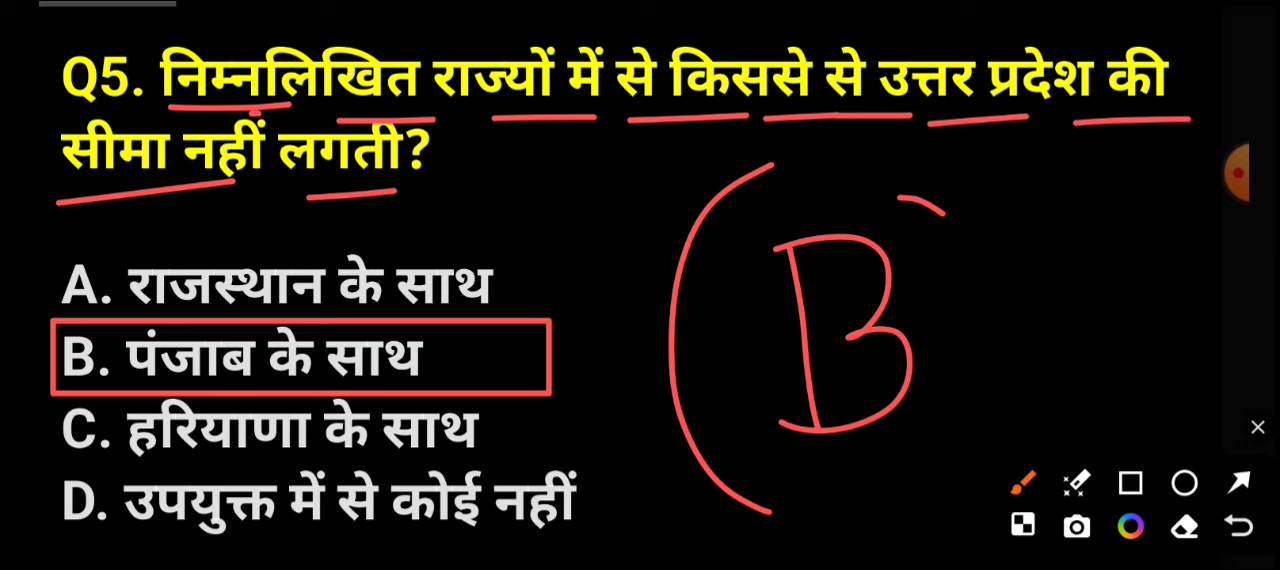 Q5. निम्नलिखित राज्यों में से किससे से उत्तर प्रदेश की
सीमा नहीं लगती?
A. राजस्थान के साथ
B. पंजाब के साथ
C. हरियाणा के साथ
D. उपयुक्त में से कोई नहीं
(B